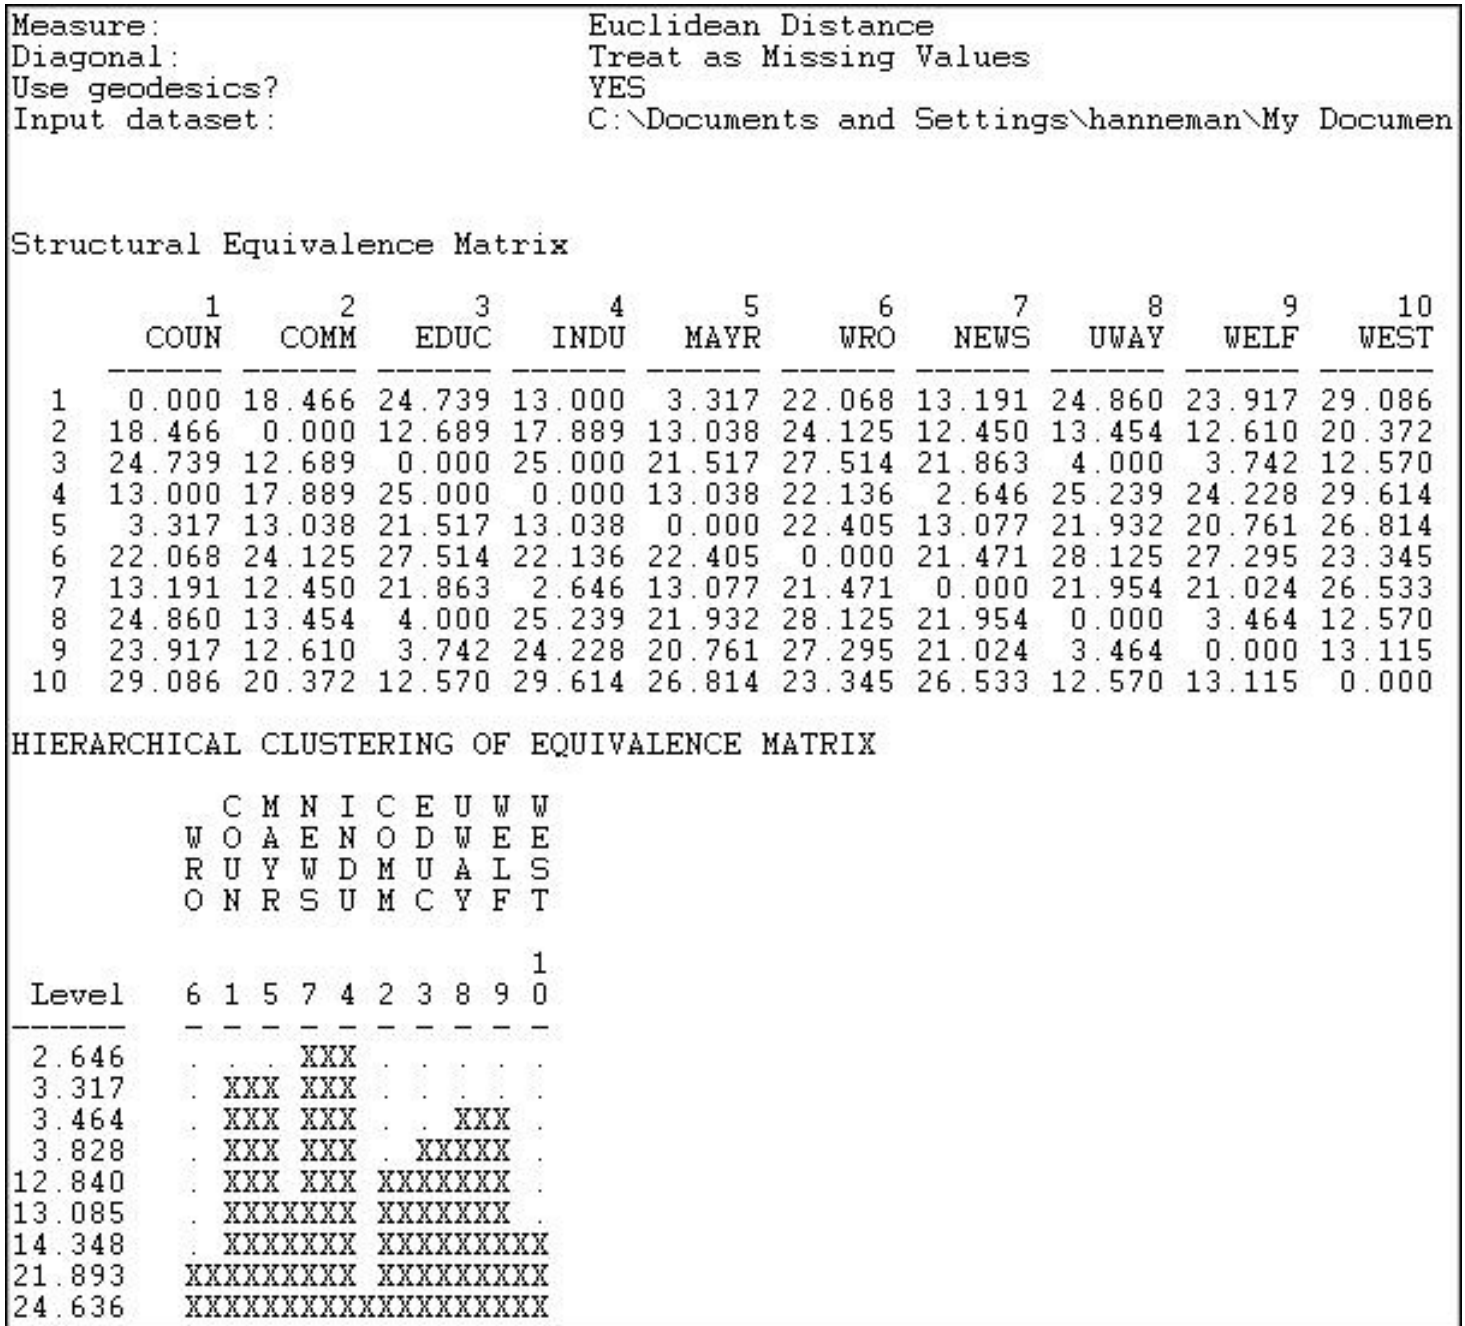 Measure: Euclidean Distance
Diagonal: Treat as Missing Values
Use geodesics? YES
Input dataset: C:\Documents and Settings\hanneman\My Documen
Structural Equivalence Matrix
1 2 3 4 5 6 7 8 9 10
COUN COMM EDUC INDU MAYR WRO NEWS UWAY WELF WEST
------ ------ ------ ------ ------ ------ ------ ------ ------ ------
1 0.000 18.466 24.739 13.000 3.317 22.068 13.191 24.860 23.917 29.086
2 18.466 0.000 12.689 17.889 13.038 24.125 12.450 13.454 12.610 20.372
3 24.739 12.689 0.000 25.000 21.517 27.514 21.863 4.000 3.742 12.570
4 13.000 17.889 25.000 0.000 13.038 22.136 2.646 25.239 24.228 29.614
5 3.317 13.038 21.517 13.038 0.000 22.405 13.077 21.932 20.761 26.814
6 22.068 24.125 27.514 22.136 22.405 0.000 21.471 28.125 27.295 23.345
7 13.191 12.450 21.863 2.646 13.077 21.471 0.000 21.954 21.024 26.533
8 24.860 13.454 4.000 25.239 21.932 28.125 21.954 0.000 3.464 12.570
9 23.917 12.610 3.742 24.228 20.761 27.295 21.024 3.464 0.000 13.115
10 29.086 20.372 12.570 29.614 26.814 23.345 26.533 12.570 13.115 0.000
HIERARCHICAL CLUSTERING OF EQUIVALENCE MATRIX
C M N I C E U W W
W O A E N O D W E E
R U Y W D M U A L S
O N R S U M C Y F T
1
Level 6 1 5 7 4 2 3 8 9 0
------ - - - - - - - - - -
2.646 . . . XXX . . . . .
3.317 . XXX XXX . . . . .
3.464 . XXX XXX . . XXX .
3.828 . XXX XXX . XXXXX .
12.840 . XXX XXX XXXXXXX .
13.085 . XXXXXXX XXXXXXX .
14.348 . XXXXXXX XXXXXXXXX
21.893 XXXXXXXXX XXXXXXXXX
24.636 XXXXXXXXXXXXXXXXXXX